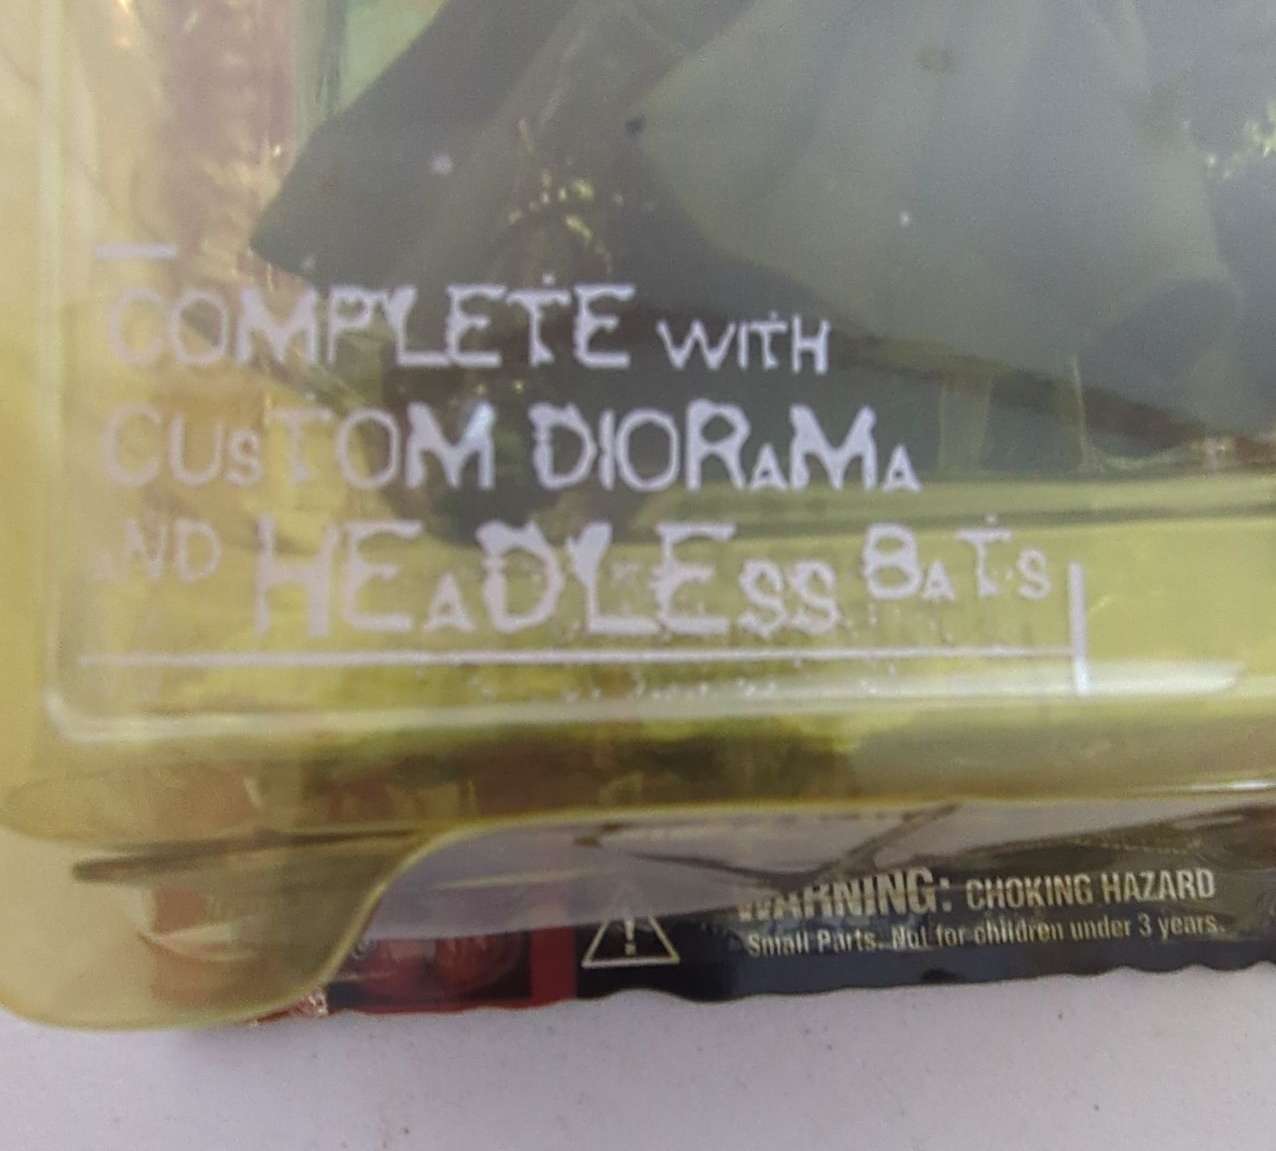 COMPLETE WITH
CUSTOM DIORAMA
AND HEADLESS BATS
WARNING: CHOKING HAZARD
Small Parts. Not for children under 3 years.